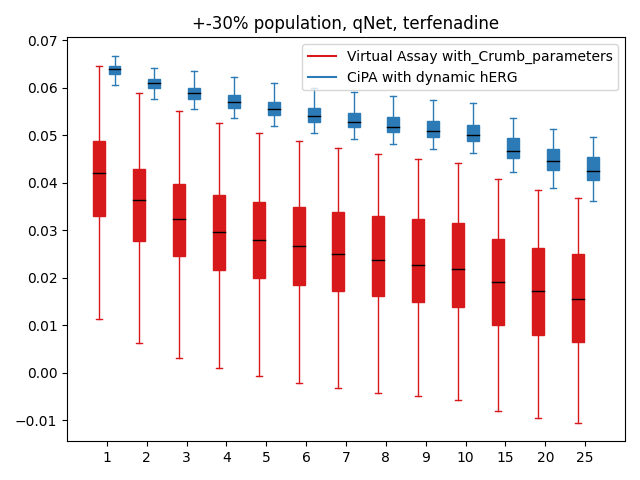 +-30% population, qNet, terfenadine
Virtual Assay with_Crumb_parameters
CiPA with dynamic hERG
0.07
0.06
0.05
0.04
0.03
0.02
0.01
0.00
−0.01
1 2 3 4 5 6 7 8 9 10 15 20 25